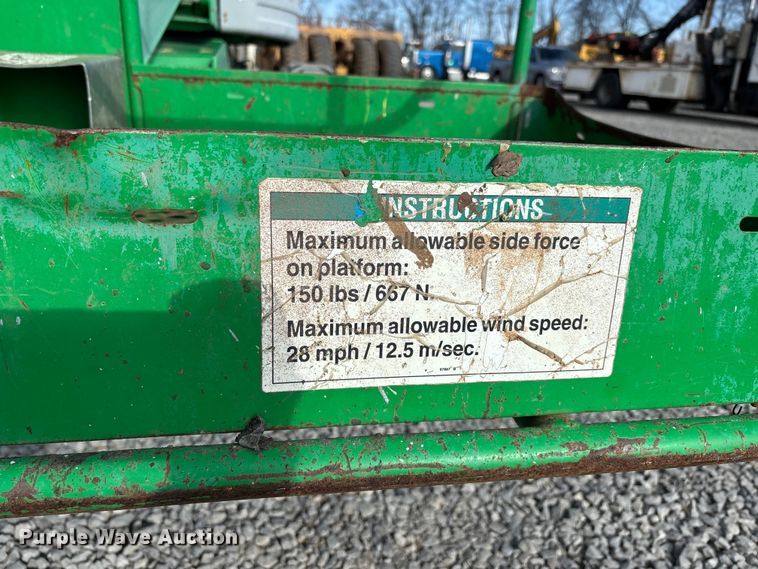 INSTRUCTIONS
Maximum allowable side force
on platform:
150 lbs / 667 N.
Maximum allowable wind speed:
28 mph / 12.5 m/sec.
Purple Wave Auction